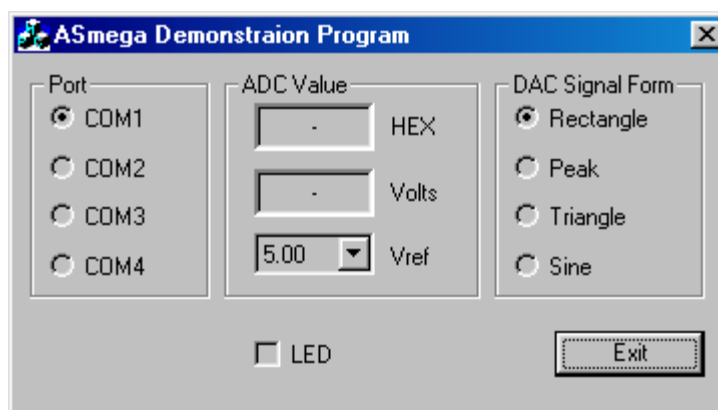 ASmega Demonstraion Program
Port
COM1
COM2
COM3
COM4
ADC Value
- HEX
- Volts
5.00 Vref
DAC Signal Form
Rectangle
Peak
Triangle
Sine
LED
Exit